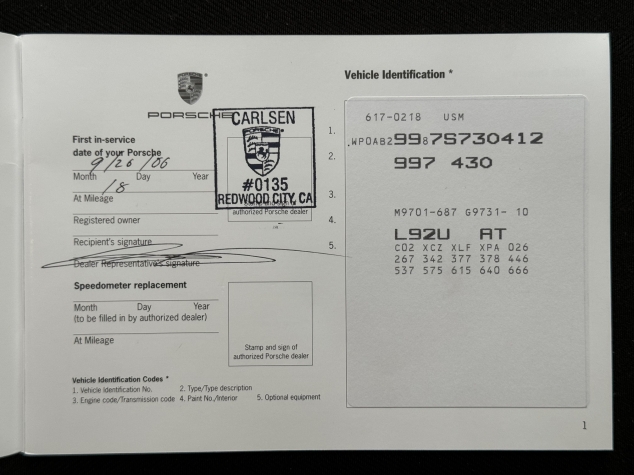 PORSCHE
First in-service
date of your Porsche
9/26/06
Month Day Year
18
At Mileage
Registered owner
Recipient's signature
Dealer Representative's signature
CARLSEN
PORSCHE
#0135
REDWOOD CITY, CA
Stamp and sign of
authorized Porsche dealer
Speedometer replacement
Month Day Year
(to be filled in by authorized dealer)
At Mileage
Stamp and sign of
authorized Porsche dealer
Vehicle Identification Codes *
1. Vehicle Identification No. 2. Type/Type description
3. Engine code/Transmission code 4. Paint No./Interior 5. Optional equipment
Vehicle Identification *
617-0218 USM
1. .WP0AB29987S730412
2. 997 430
3. M9701-687 G9731- 10
4. L92U AT
5. C02 XCZ XLF XPA 026
267 342 377 378 446
537 575 615 640 666
1